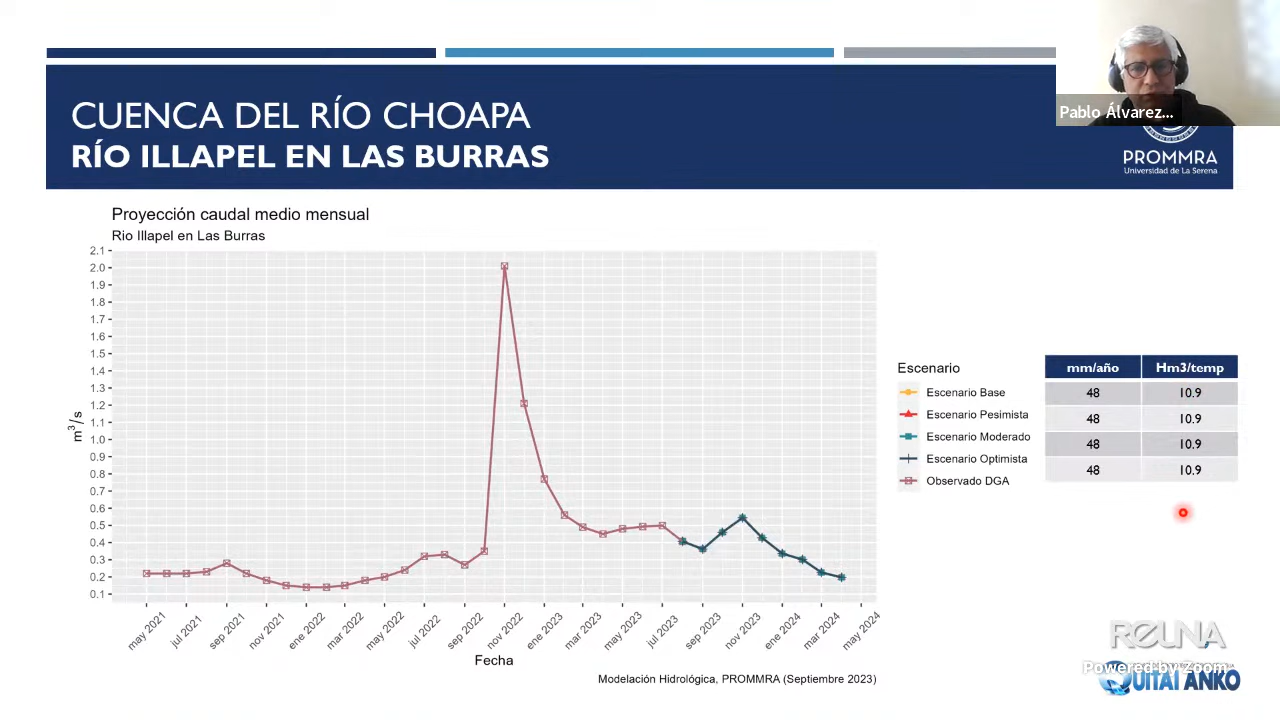 Pablo Álvarez...
CUENCA DEL RÍO CHOAPA
RÍO ILLAPEL EN LAS BURRAS
PROMMRA
Universidad de La Serena
Proyección caudal medio mensual
Rio Illapel en Las Burras
2.1
2.0
1.9
1.8
1.7
1.6
1.5
1.4
1.3
1.2
1.1
1.0
0.9
0.8
0.7
0.6
0.5
0.4
0.3
0.2
0.1
m³/s
may 2021
jul 2021
sep 2021
nov 2021
ene 2022
mar 2022
may 2022
jul 2022
sep 2022
nov 2022
ene 2023
mar 2023
may 2023
jul 2023
sep 2023
nov 2023
ene 2024
mar 2024
may 2024
Fecha
Modelación Hidrológica, PROMMRA (Septiembre 2023)
Escenario
Escenario Base
Escenario Pesimista
Escenario Moderado
Escenario Optimista
Observado DGA
mm/año Hm3/temp
48 10.9
48 10.9
48 10.9
48 10.9
REUNA
Powered by Zoom
QUITAI ANKO